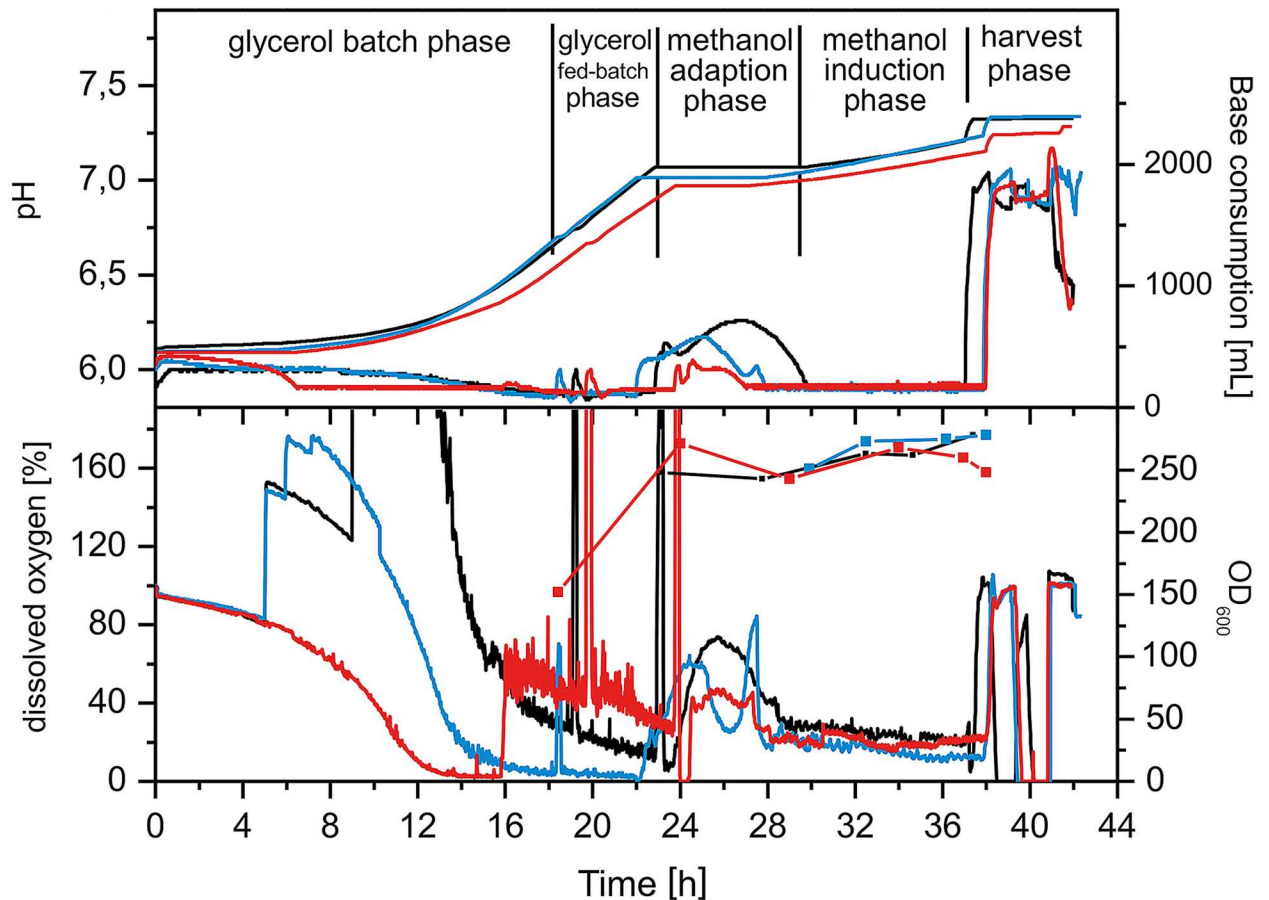 glycerol batch phase
glycerol
fed-batch
phase
methanol
adaption
phase
methanol
induction
phase
harvest
phase
7,5
7,0
6,5
6,0
pH
2000
1000
0
Base consumption [mL]
160
120
80
40
0
dissolved oxygen [%]
250
200
150
100
50
0
OD600
0 4 8 12 16 20 24 28 32 36 40 44
Time [h]